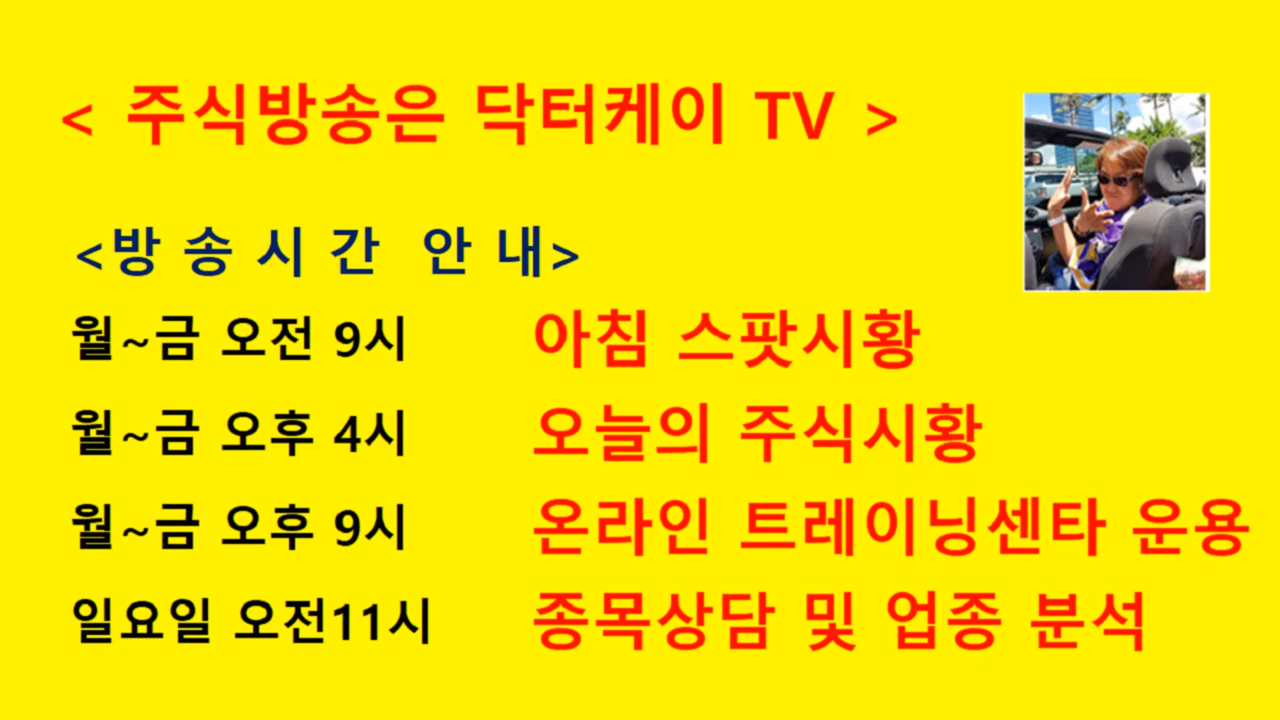 < 주식방송은 닥터케이 TV >
<방 송 시 간 안 내>
월~금 오전 9시 아침 스팟시황
월~금 오후 4시 오늘의 주식시황
월~금 오후 9시 온라인 트레이닝센타 운용
일요일 오전11시 종목상담 및 업종 분석